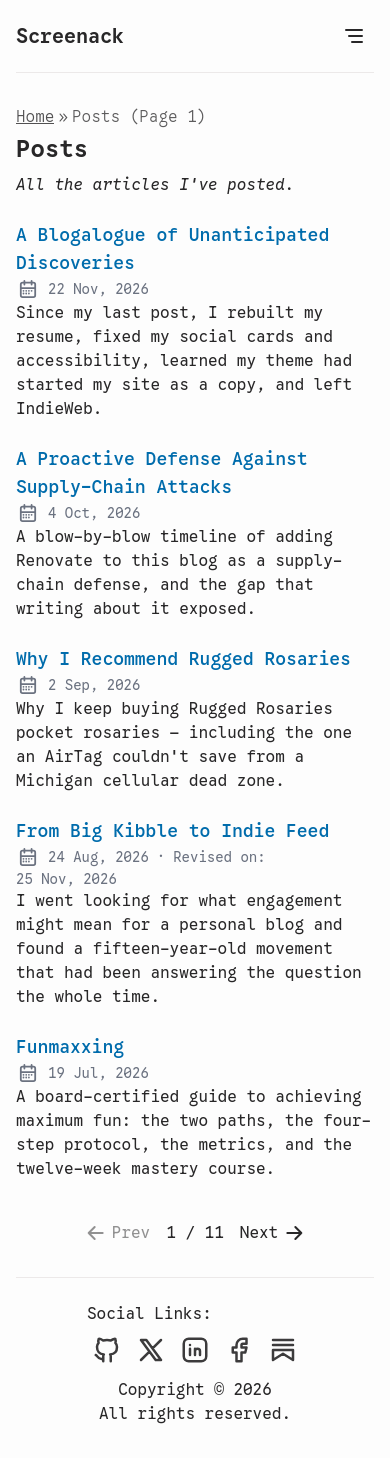 Screenack
Home » Posts (Page 1)
Posts
All the articles I've posted.
A Blogalogue of Unanticipated
Discoveries
22 Nov, 2026
Since my last post, I rebuilt my
resume, fixed my social cards and
accessibility, learned my theme had
started my site as a copy, and left
IndieWeb.
A Proactive Defense Against
Supply-Chain Attacks
4 Oct, 2026
A blow-by-blow timeline of adding
Renovate to this blog as a supply-
chain defense, and the gap that
writing about it exposed.
Why I Recommend Rugged Rosaries
2 Sep, 2026
Why I keep buying Rugged Rosaries
pocket rosaries — including the one
an AirTag couldn't save from a
Michigan cellular dead zone.
From Big Kibble to Indie Feed
24 Aug, 2026 · Revised on:
25 Nov, 2026
I went looking for what engagement
might mean for a personal blog and
found a fifteen-year-old movement
that had been answering the question
the whole time.
Funmaxxing
19 Jul, 2026
A board-certified guide to achieving
maximum fun: the two paths, the four-
step protocol, the metrics, and the
twelve-week mastery course.
← Prev 1 / 11 Next →
Social Links:
Copyright © 2026
All rights reserved.